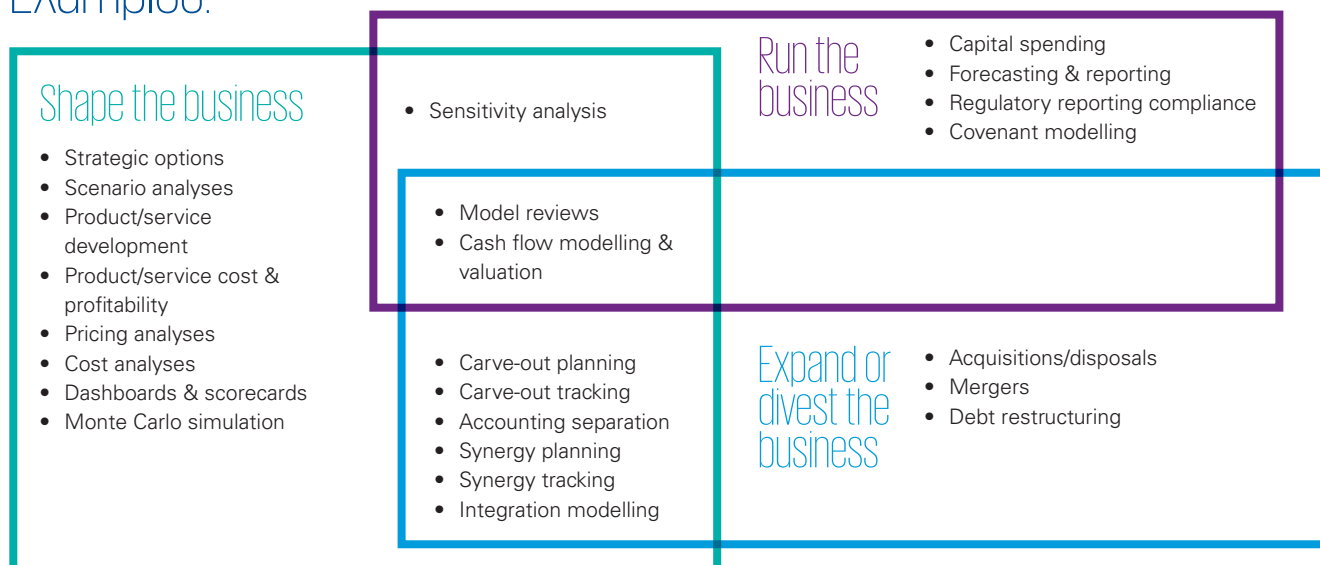 Examples:
Shape the business
• Strategic options
• Scenario analyses
• Product/service
development
• Product/service cost &
profitability
• Pricing analyses
• Cost analyses
• Dashboards & scorecards
• Monte Carlo simulation
• Sensitivity analysis
• Model reviews
• Cash flow modelling &
valuation
• Carve-out planning
• Carve-out tracking
• Accounting separation
• Synergy planning
• Synergy tracking
• Integration modelling
Run the
business
• Capital spending
• Forecasting & reporting
• Regulatory reporting compliance
• Covenant modelling
Expand or
divest the
business
• Acquisitions/disposals
• Mergers
• Debt restructuring